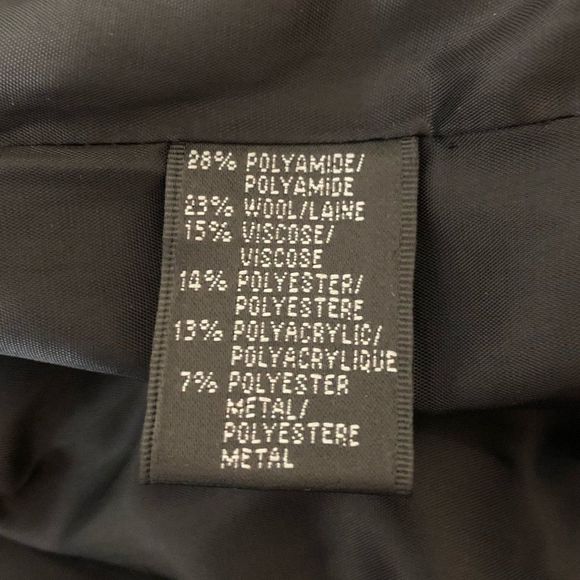 28% POLYAMIDE/
POLYAMIDE
23% WOOL/LAINE
15% VISCOSE/
VISCOSE
14% POLYESTER/
POLYESTERE
13% POLYACRYLIC/
POLYACRYLIQUE
7% POLYESTER
METAL/
POLYESTERE
METAL